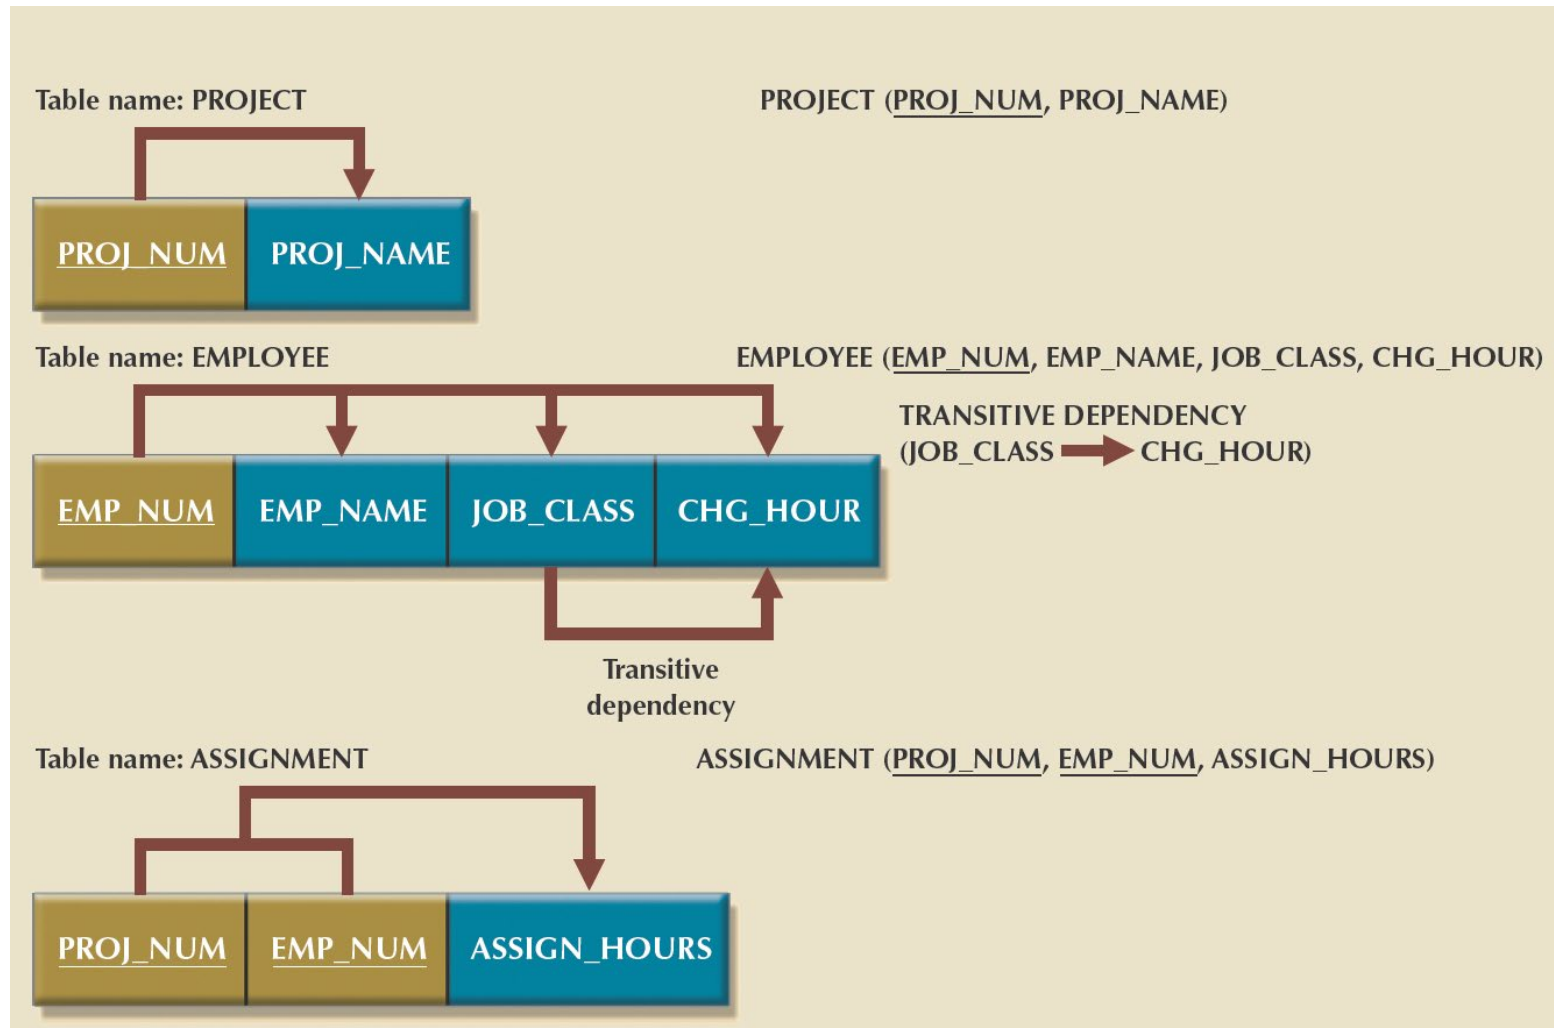 Table name: PROJECT
PROJECT (PROJ_NUM, PROJ_NAME)
PROJ_NUM
PROJ_NAME
Table name: EMPLOYEE
EMPLOYEE (EMP_NUM, EMP_NAME, JOB_CLASS, CHG_HOUR)
TRANSITIVE DEPENDENCY
(JOB_CLASS CHG_HOUR)
EMP_NUM
EMP_NAME
JOB_CLASS
CHG_HOUR
Transitive
dependency
Table name: ASSIGNMENT
ASSIGNMENT (PROJ_NUM, EMP_NUM, ASSIGN_HOURS)
PROJ_NUM
EMP_NUM
ASSIGN_HOURS